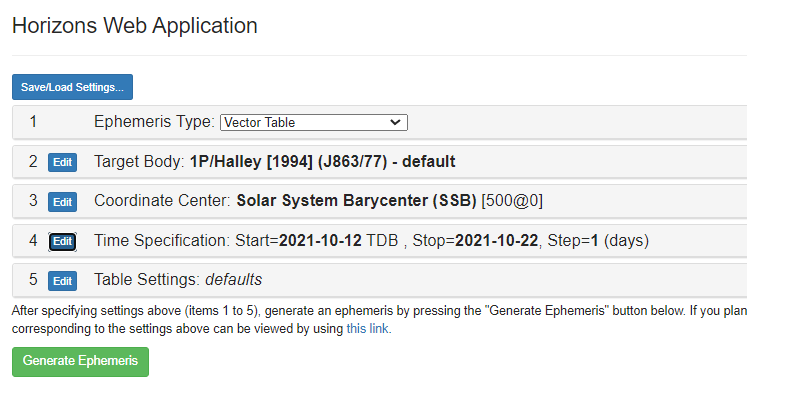 Horizons Web Application
Save/Load Settings...
1 Ephemeris Type: Vector Table
2 Edit Target Body: 1P/Halley [1994] (J863/77) - default
3 Edit Coordinate Center: Solar System Barycenter (SSB) [500@0]
4 Edit Time Specification: Start=2021-10-12 TDB , Stop=2021-10-22, Step=1 (days)
5 Edit Table Settings: defaults
After specifying settings above (items 1 to 5), generate an ephemeris by pressing the "Generate Ephemeris" button below. If you plan
corresponding to the settings above can be viewed by using this link.
Generate Ephemeris